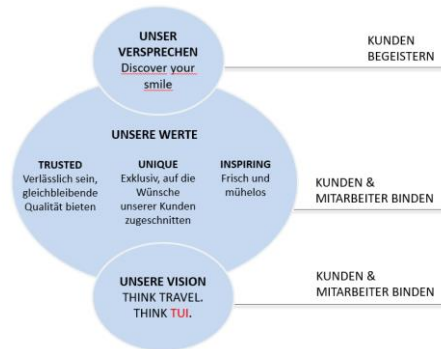 UNSER
VERSPRECHEN
Discover your
smile
KUNDEN
BEGEISTERN
UNSERE WERTE
TRUSTED
Verlässlich sein,
gleichbleibende
Qualität bieten
UNIQUE
Exklusiv, auf die
Wünsche
unserer Kunden
zugeschnitten
INSPIRING
Frisch und
mühelos
KUNDEN &
MITARBEITER BINDEN
UNSERE VISION
THINK TRAVEL.
THINK TUI.
KUNDEN &
MITARBEITER BINDEN